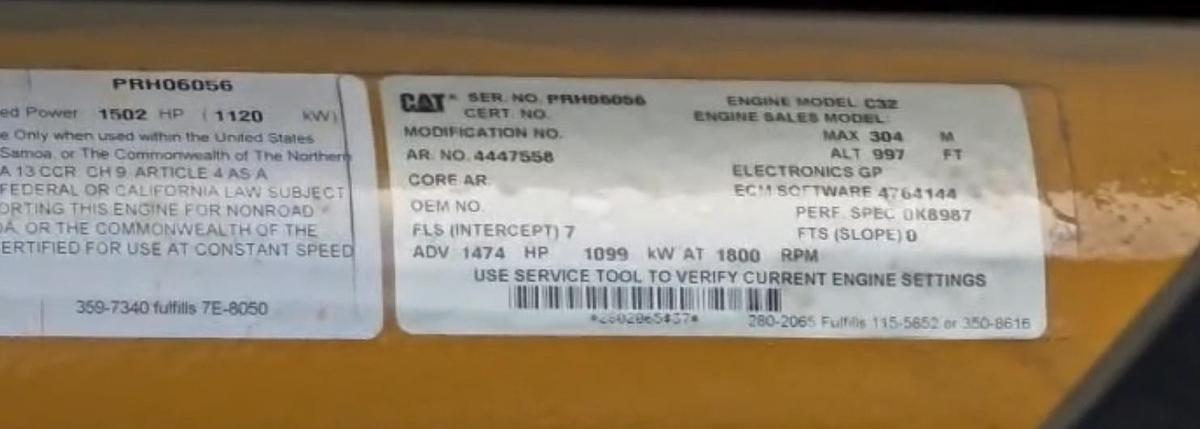 PRH06056
ed Power 1502 HP ( 1120 kW)
e Only when used within the United States
Samoa, or The Commonwealth of The Northern
A 13 CCR CH 9, ARTICLE 4 AS A
FEDERAL OR CALIFORNIA LAW SUBJECT
ORTING THIS ENGINE FOR NONROAD
OA, OR THE COMMONWEALTH OF THE
ERTIFIED FOR USE AT CONSTANT SPEED
359-7340 fulfills 7E-8050
CAT SER. NO. PRH06056 ENGINE MODEL C32
CERT. NO. ENGINE SALES MODEL:
MODIFICATION NO. MAX 304 M
AR. NO. 4447558 ALT 997 FT
CORE AR. ELECTRONICS GP
OEM NO. ECM SOFTWARE 4764144
FLS (INTERCEPT) 7 PERF. SPEC 0K8987
FTS (SLOPE) 0
ADV 1474 HP 1099 kW AT 1800 RPM
USE SERVICE TOOL TO VERIFY CURRENT ENGINE SETTINGS
280-2065 Fulfills 115-5852 or 350-8616